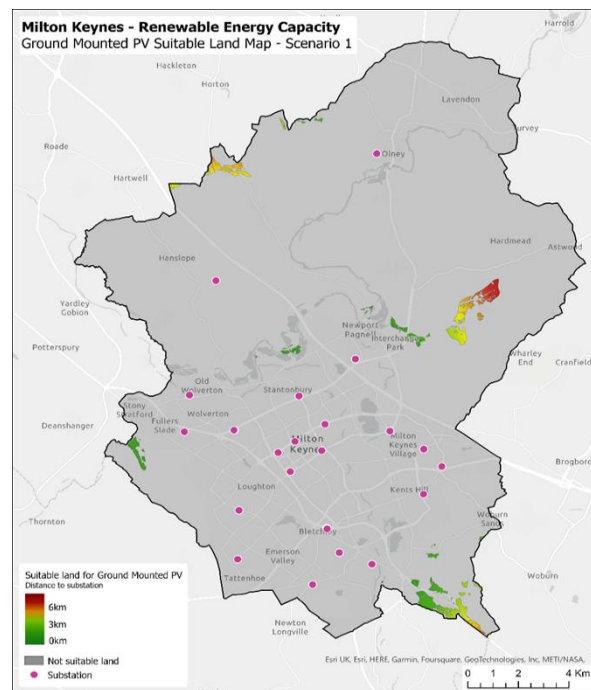 Milton Keynes - Renewable Energy Capacity
Ground Mounted PV Suitable Land Map - Scenario 1
Harrold
Hackleton
Horton
Lavendon
Roade
Olney
Hartwell
Hardmead
Astwood
Hanslope
Yardley
Gobion
Newport
Pagnell
Interchange
Park
Potterspury
Wharley
End
Cranfield
Old
Wolverton
Stantonbury
Stony
Stratford
Deanshanger
Fullers
Slade
Wolverton
Milton
Keynes
Milton
Keynes
Village
Brogbor
Loughton
Kents Hill
Thornton
Woburn
Sands
Bletchley
Emerson
Valley
Tattenhoe
Woburn
Newton
Longville
Suitable land for Ground Mounted PV
Distance to substation
6km
3km
0km
Not suitable land
Substation
Esri UK, Esri, HERE, Garmin, Foursquare, GeoTechnologies, Inc, METI/NASA,
0 2 4 Km